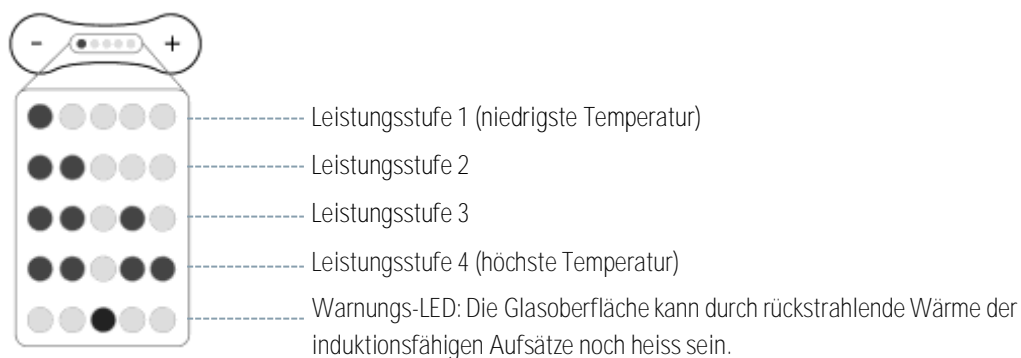 - +
Leistungsstufe 1 (niedrigste Temperatur)
Leistungsstufe 2
Leistungsstufe 3
Leistungsstufe 4 (höchste Temperatur)
Warnungs-LED: Die Glasoberfläche kann durch rückstrahlende Wärme der
induktionsfähigen Aufsätze noch heiss sein.